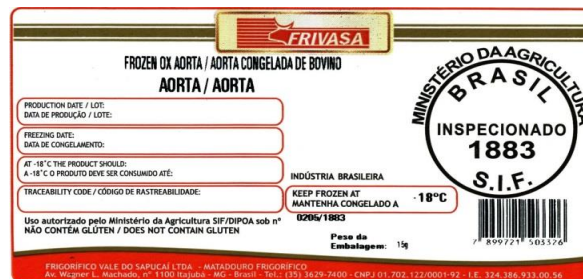 FRIVASA
FROZEN OX AORTA / AORTA CONGELADA DE BOVINO
AORTA / AORTA
PRODUCTION DATE / LOT:
DATA DE PRODUÇÃO / LOTE:
FREEZING DATE:
DATA DE CONGELAMENTO:
AT -18°C THE PRODUCT SHOULD:
A -18°C O PRODUTO DEVE SER CONSUMIDO ATÉ:
TRACEABILITY CODE / CÓDIGO DE RASTREABILIDADE:
INDÚSTRIA BRASILEIRA
KEEP FROZEN AT
MANTENHA CONGELADO A
-18°C
Uso autorizado pelo Ministério da Agricultura SIF/DIPOA sob nº 0205/1883
NÃO CONTÉM GLÚTEN / DOES NOT CONTAIN GLUTEN
Peso da
Embalagem: 15g
MINISTÉRIO DA AGRICULTURA
BRASIL
INSPECIONADO
1883
S.I.F.
7 899721 503326
FRIGORÍFICO VALE DO SAPUCAÍ LTDA - MATADOURO FRIGORÍFICO
Av. Wagner L. Machado, nº 1100 Itajubá - MG - Brasil - Tel.: (35) 3629-7400 - CNPJ 01.702.122/0001-92 - I.E. 324.386.933.00.56